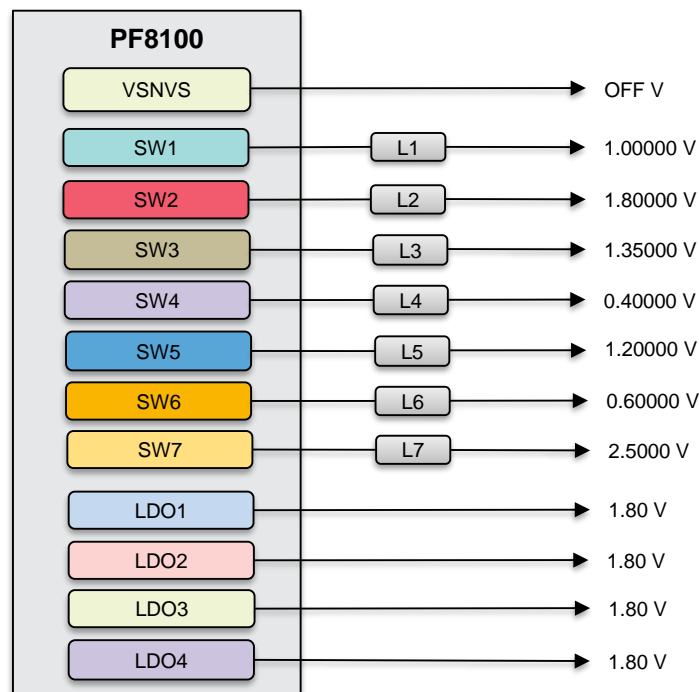 PF8100
VSNVS OFF V
SW1 L1 1.00000 V
SW2 L2 1.80000 V
SW3 L3 1.35000 V
SW4 L4 0.40000 V
SW5 L5 1.20000 V
SW6 L6 0.60000 V
SW7 L7 2.5000 V
LDO1 1.80 V
LDO2 1.80 V
LDO3 1.80 V
LDO4 1.80 V